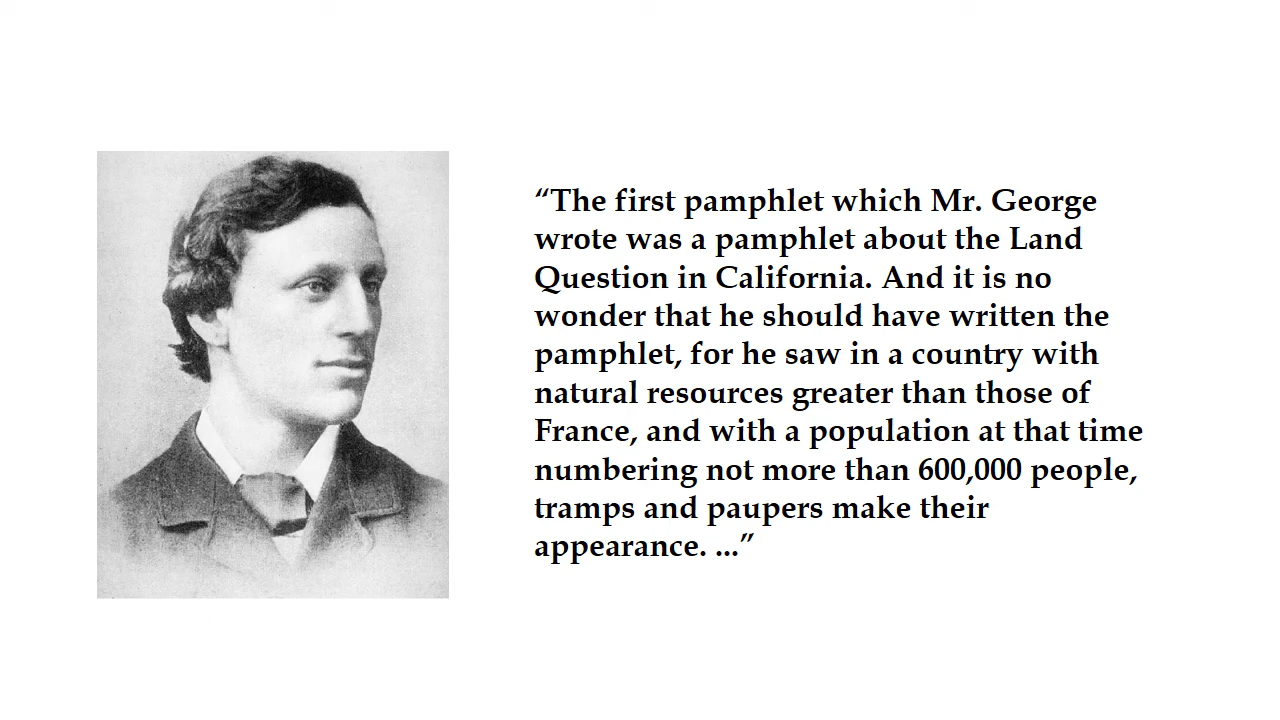 “The first pamphlet which Mr. George
wrote was a pamphlet about the Land
Question in California. And it is no
wonder that he should have written the
pamphlet, for he saw in a country with
natural resources greater than those of
France, and with a population at that time
numbering not more than 600,000 people,
tramps and paupers make their
appearance. ...”